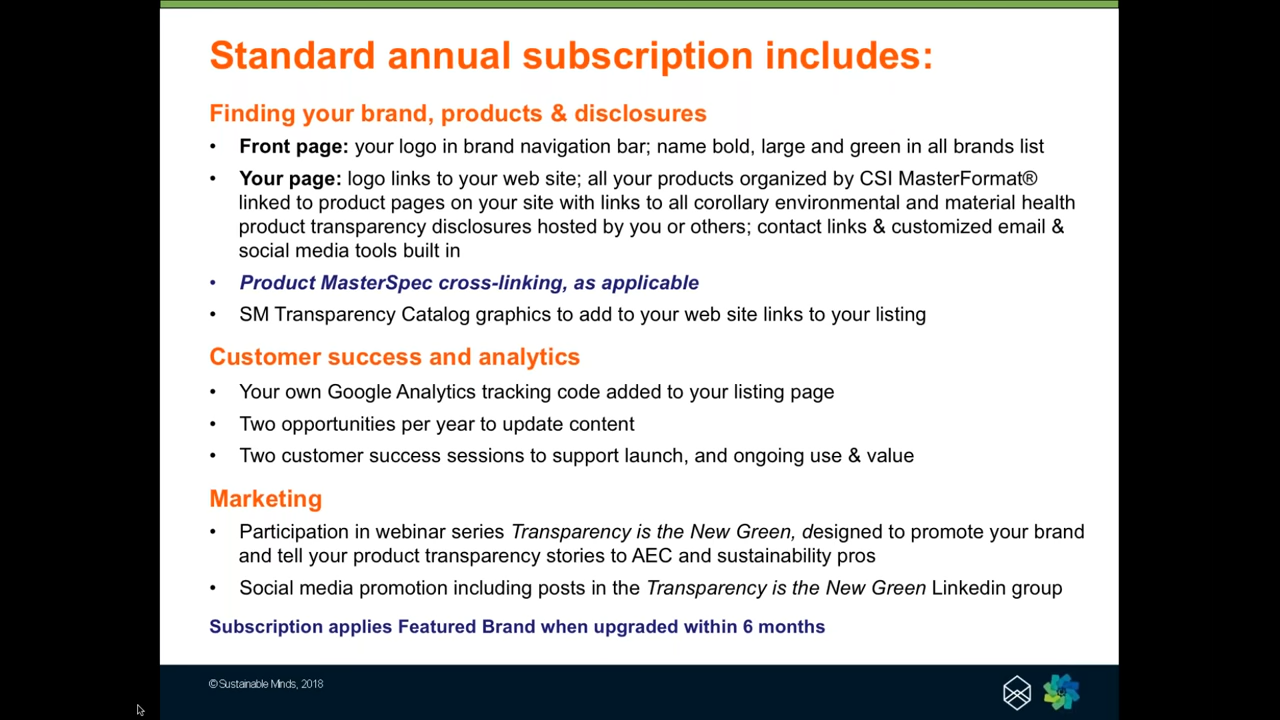 Standard annual subscription includes:
Finding your brand, products & disclosures
• Front page: your logo in brand navigation bar; name bold, large and green in all brands list
• Your page: logo links to your web site; all your products organized by CSI MasterFormat®
linked to product pages on your site with links to all corollary environmental and material health
product transparency disclosures hosted by you or others; contact links & customized email &
social media tools built in
• Product MasterSpec cross-linking, as applicable
• SM Transparency Catalog graphics to add to your web site links to your listing
Customer success and analytics
• Your own Google Analytics tracking code added to your listing page
• Two opportunities per year to update content
• Two customer success sessions to support launch, and ongoing use & value
Marketing
• Participation in webinar series Transparency is the New Green, designed to promote your brand
and tell your product transparency stories to AEC and sustainability pros
• Social media promotion including posts in the Transparency is the New Green Linkedin group
Subscription applies Featured Brand when upgraded within 6 months
© Sustainable Minds, 2018